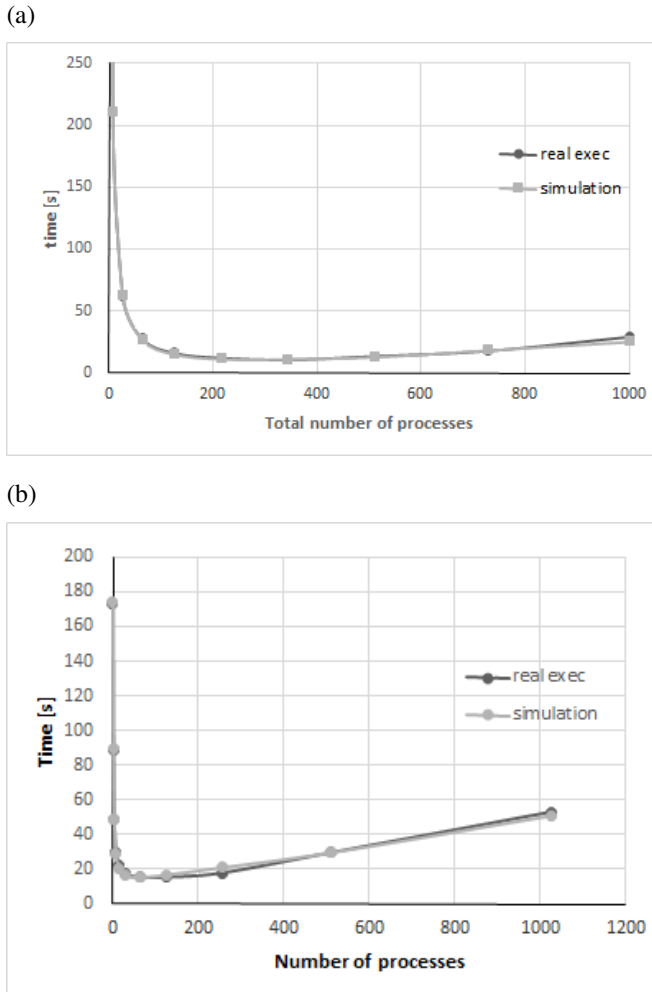 (a)
250
200
150
100
50
0
time [s]
real exec
simulation
0 200 400 600 800 1000
Total number of processes
(b)
200
180
160
140
120
100
80
60
40
20
0
Time [s]
real exec
simulation
0 200 400 600 800 1000 1200
Number of processes